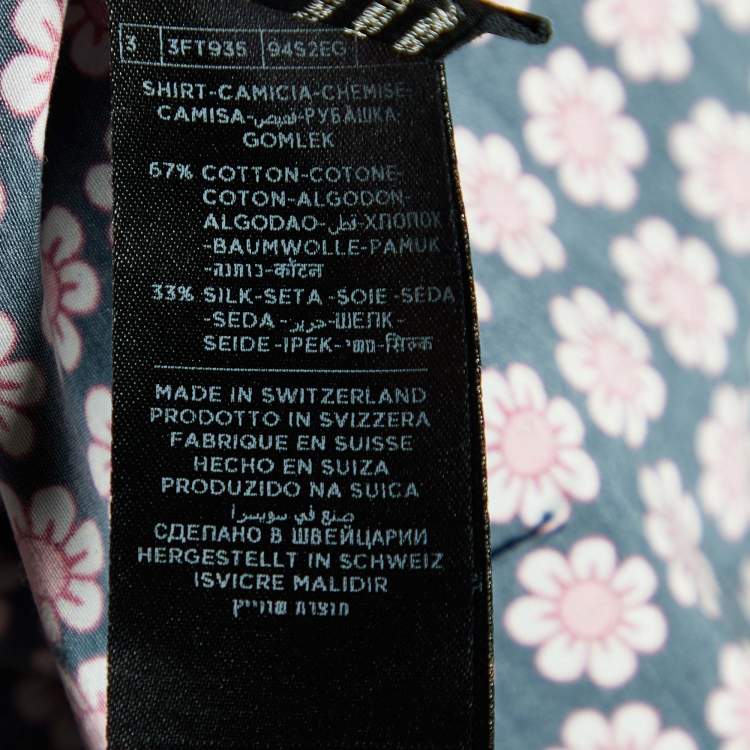 3 3FT935 94S2EG
SHIRT-CAMICIA-CHEMISE-
CAMISA-قميص-РУБАШКА-
GOMLEK
67% COTTON-COTONE-
COTON-ALGODON-
ALGODAO-قطن-ХЛОПОК
-BAUMWOLLE-PAMUK
-כותנה-कॉटन
33% SILK-SETA-SOIE-SEDA
-SEDA-حرير-ШЕЛК-
SEIDE-IPEK-משי-सिल्क
MADE IN SWITZERLAND
PRODOTTO IN SVIZZERA
FABRIQUE EN SUISSE
HECHO EN SUIZA
PRODUZIDO NA SUICA
صنع في سويسرا
СДЕЛАНО В ШВЕЙЦАРИИ
HERGESTELLT IN SCHWEIZ
ISVICRE MALIDIR
תוצרת שווייץ